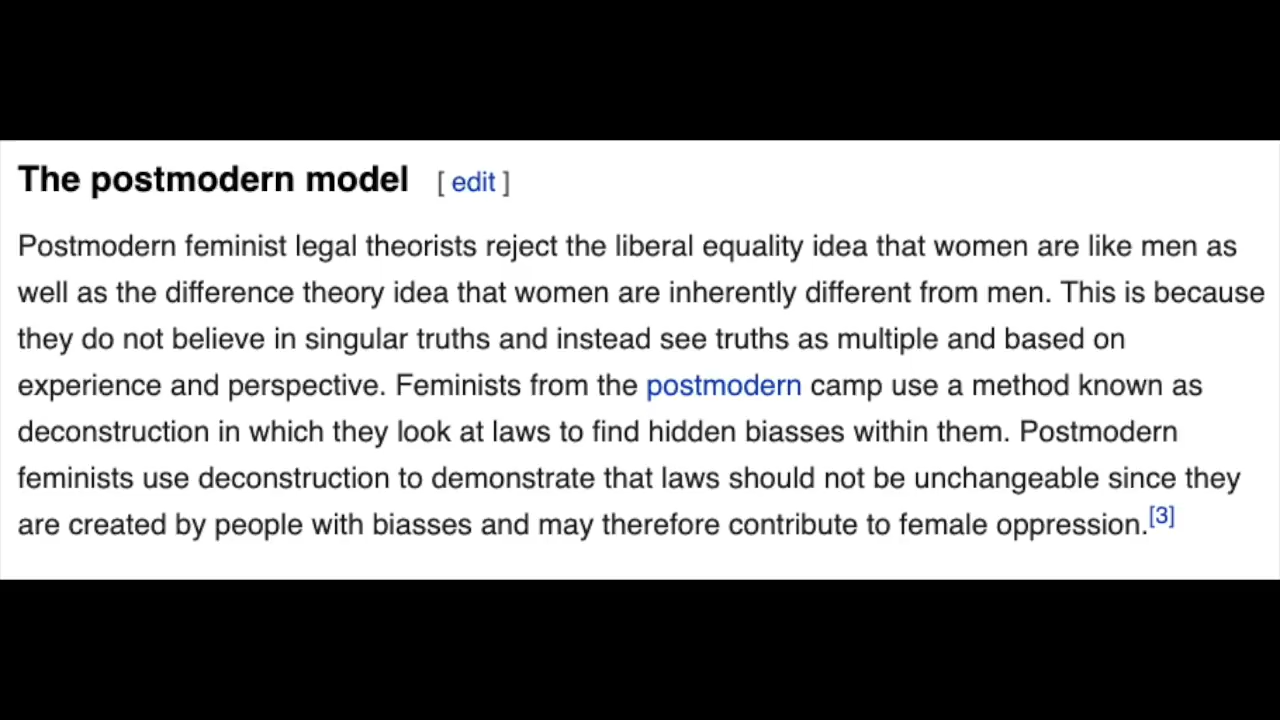 The postmodern model [ edit ]
Postmodern feminist legal theorists reject the liberal equality idea that women are like men as
well as the difference theory idea that women are inherently different from men. This is because
they do not believe in singular truths and instead see truths as multiple and based on
experience and perspective. Feminists from the postmodern camp use a method known as
deconstruction in which they look at laws to find hidden biasses within them. Postmodern
feminists use deconstruction to demonstrate that laws should not be unchangeable since they
are created by people with biasses and may therefore contribute to female oppression.[3]